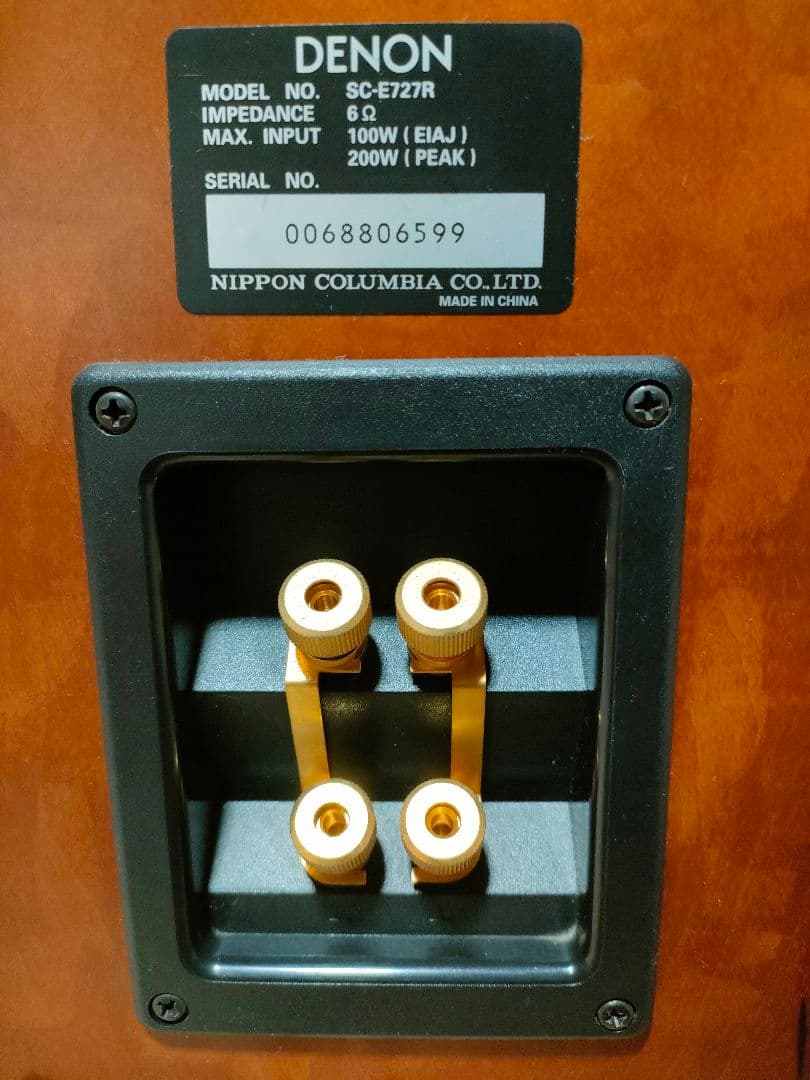 DENON
MODEL NO. SC-E727R
IMPEDANCE 6Ω
MAX. INPUT 100W ( EIAJ )
200W ( PEAK )
SERIAL NO.
0068806599
NIPPON COLUMBIA CO.,LTD.
MADE IN CHINA